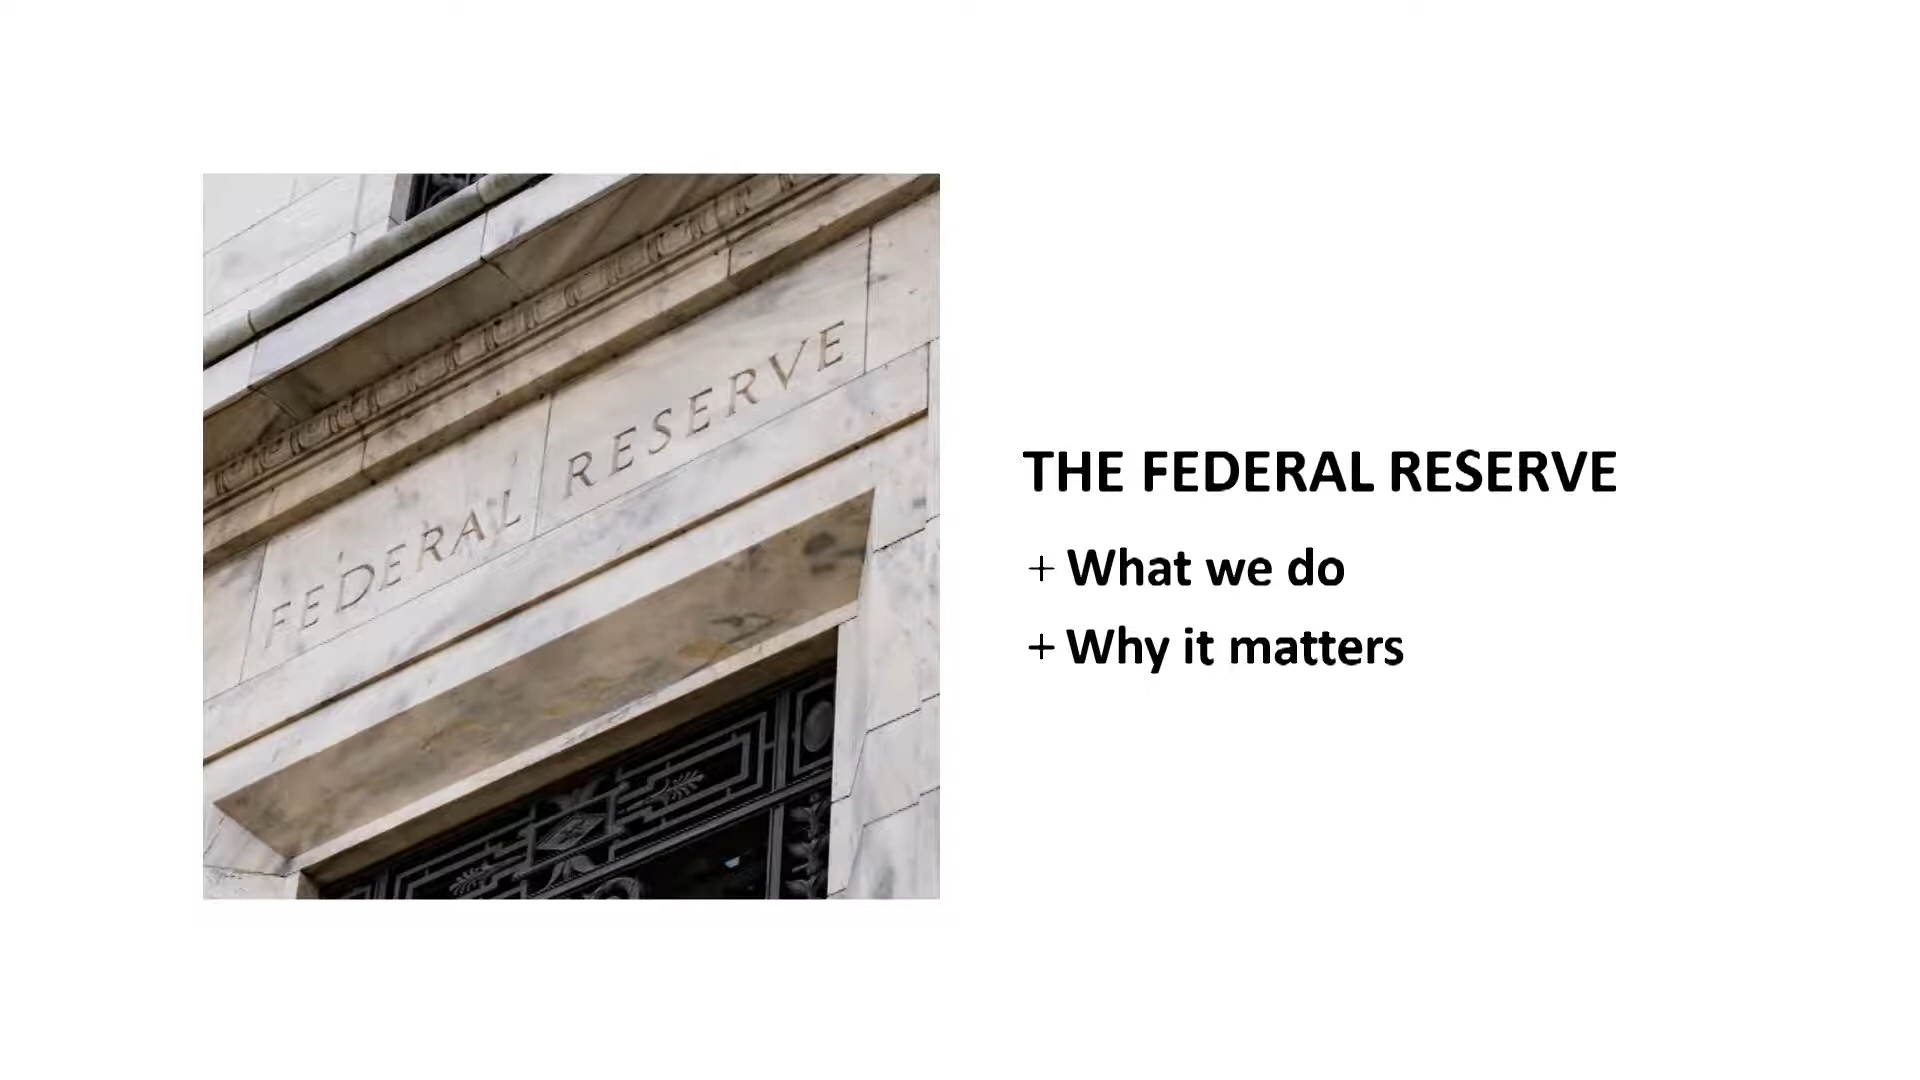 FEDERAL RESERVE
THE FEDERAL RESERVE
+ What we do
+ Why it matters